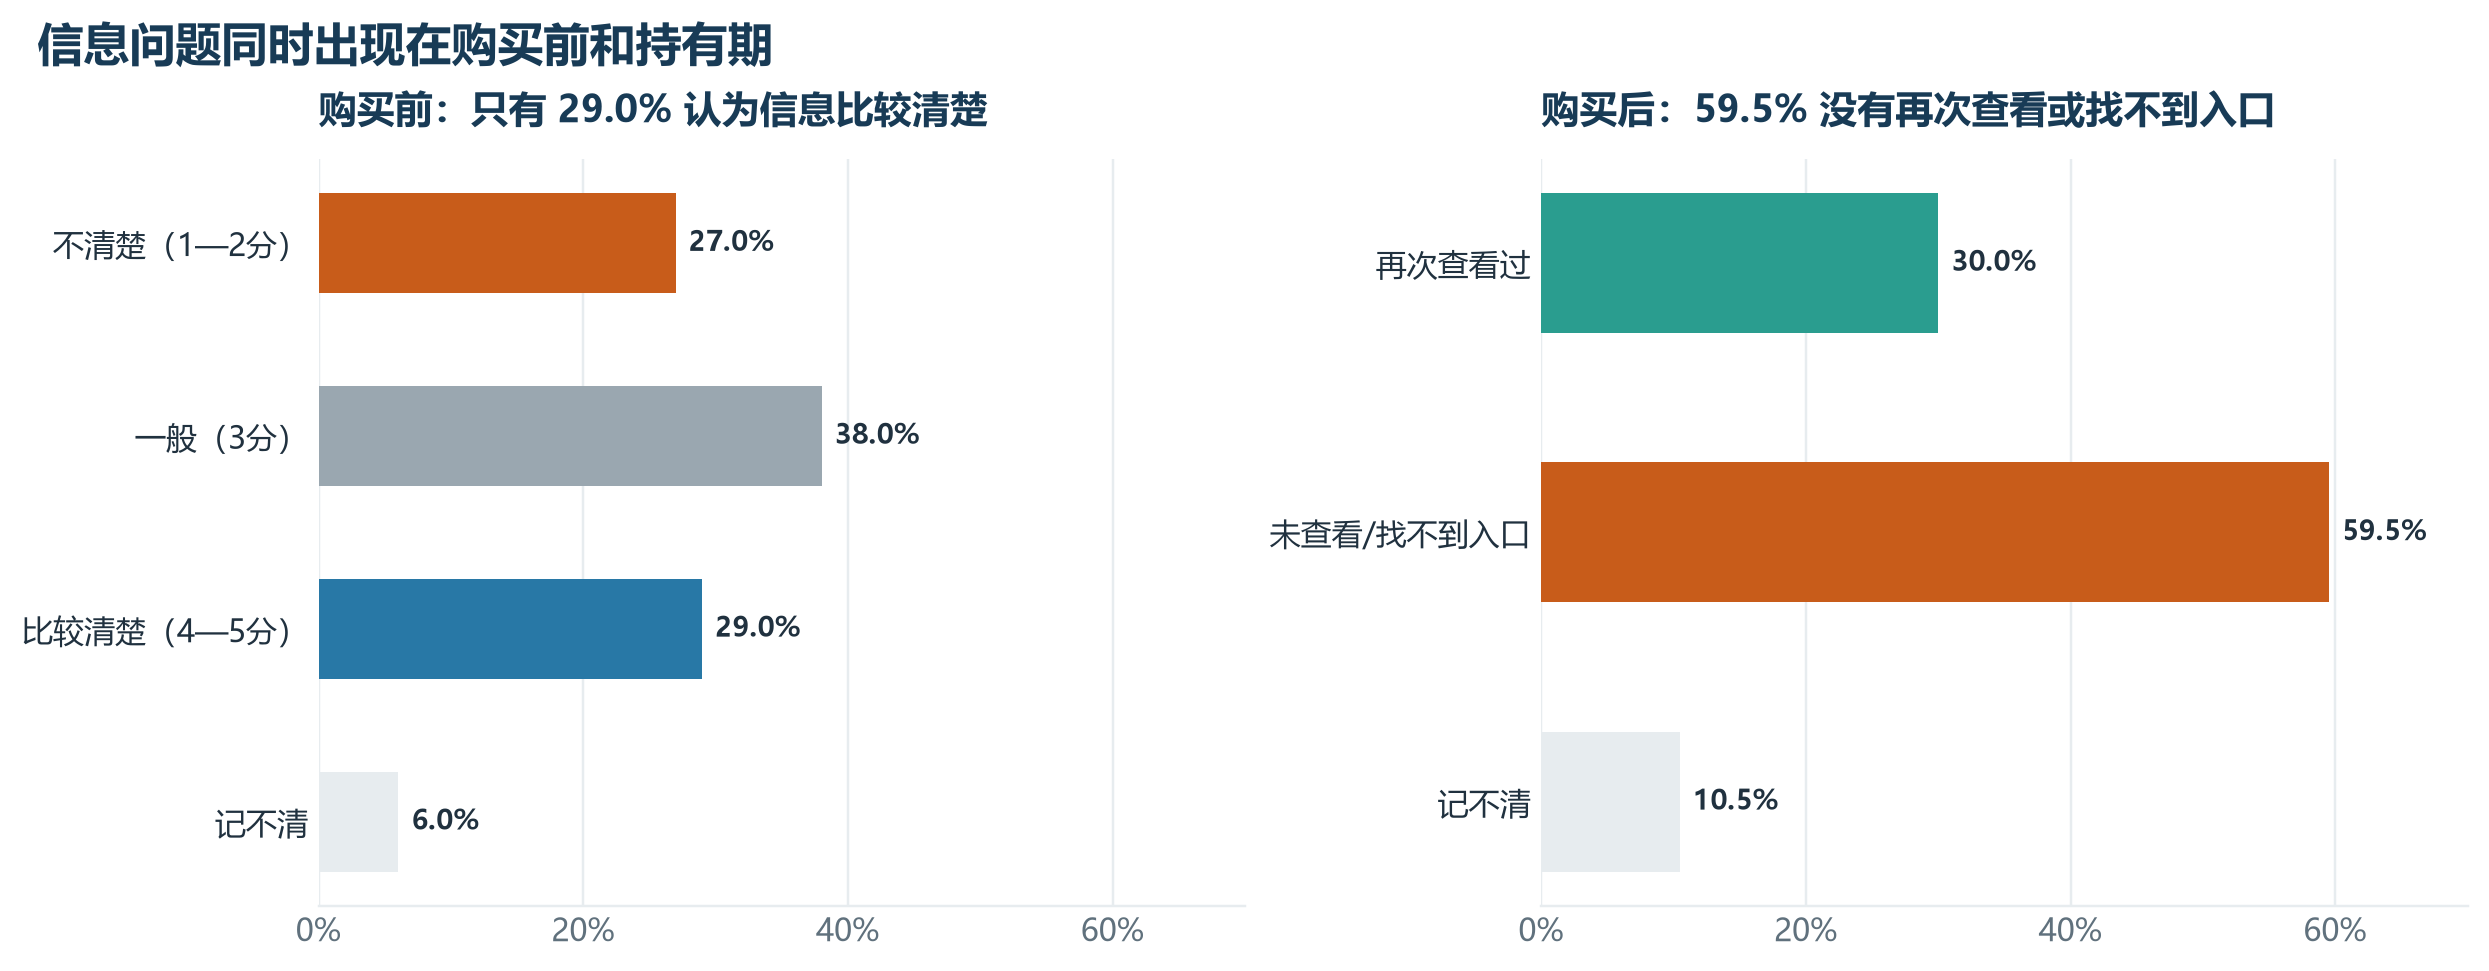 信息问题同时出现在购买前和持有期
购买前：只有 29.0% 认为信息比较清楚
不清楚（1—2分）
27.0%
一般（3分）
38.0%
比较清楚（4—5分）
29.0%
记不清
6.0%
0%
20%
40%
60%
购买后：59.5% 没有再次查看或找不到入口
再次查看过
30.0%
未查看/找不到入口
59.5%
记不清
10.5%
0%
20%
40%
60%